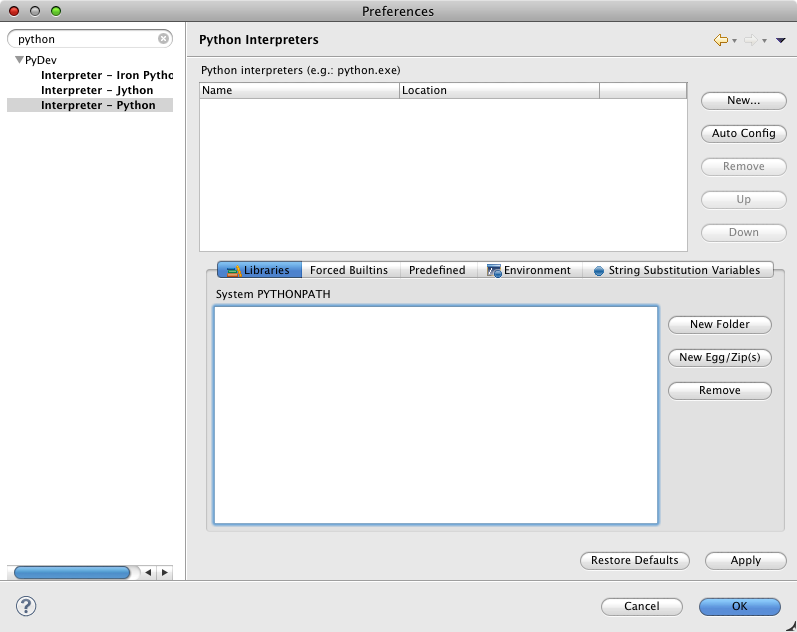 Preferences
python
PyDev
Interpreter - Iron Pytho
Interpreter - Jython
Interpreter - Python
Python Interpreters
Python interpreters (e.g.: python.exe)
Name Location
New...
Auto Config
Remove
Up
Down
Libraries Forced Builtins Predefined Environment String Substitution Variables
System PYTHONPATH
New Folder
New Egg/Zip(s)
Remove
Restore Defaults Apply
? Cancel OK